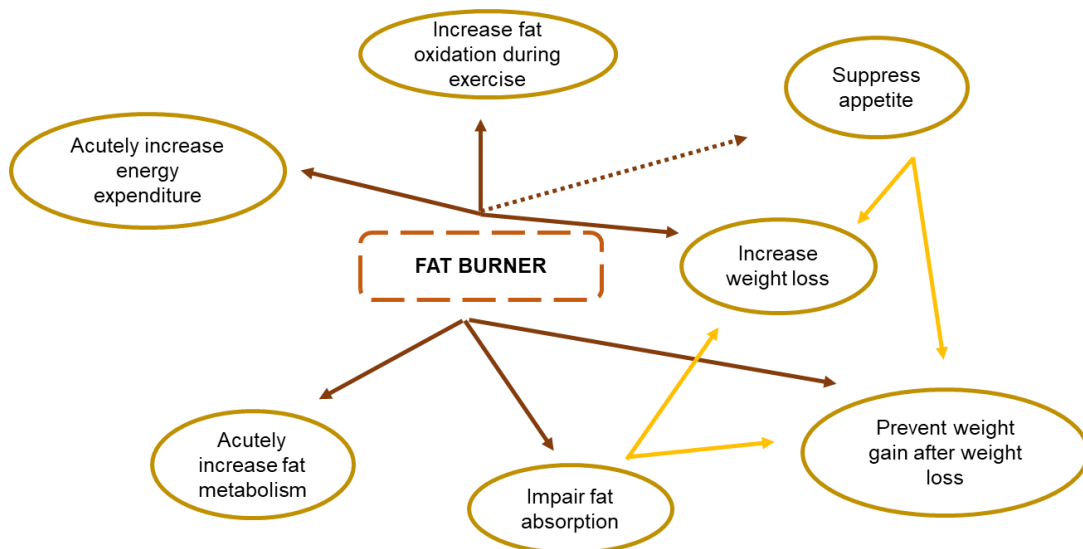 Increase fat
oxidation during
exercise
Suppress
appetite
Acutely increase
energy
expenditure
FAT BURNER
Increase
weight loss
Acutely
increase fat
metabolism
Impair fat
absorption
Prevent weight
gain after weight
loss